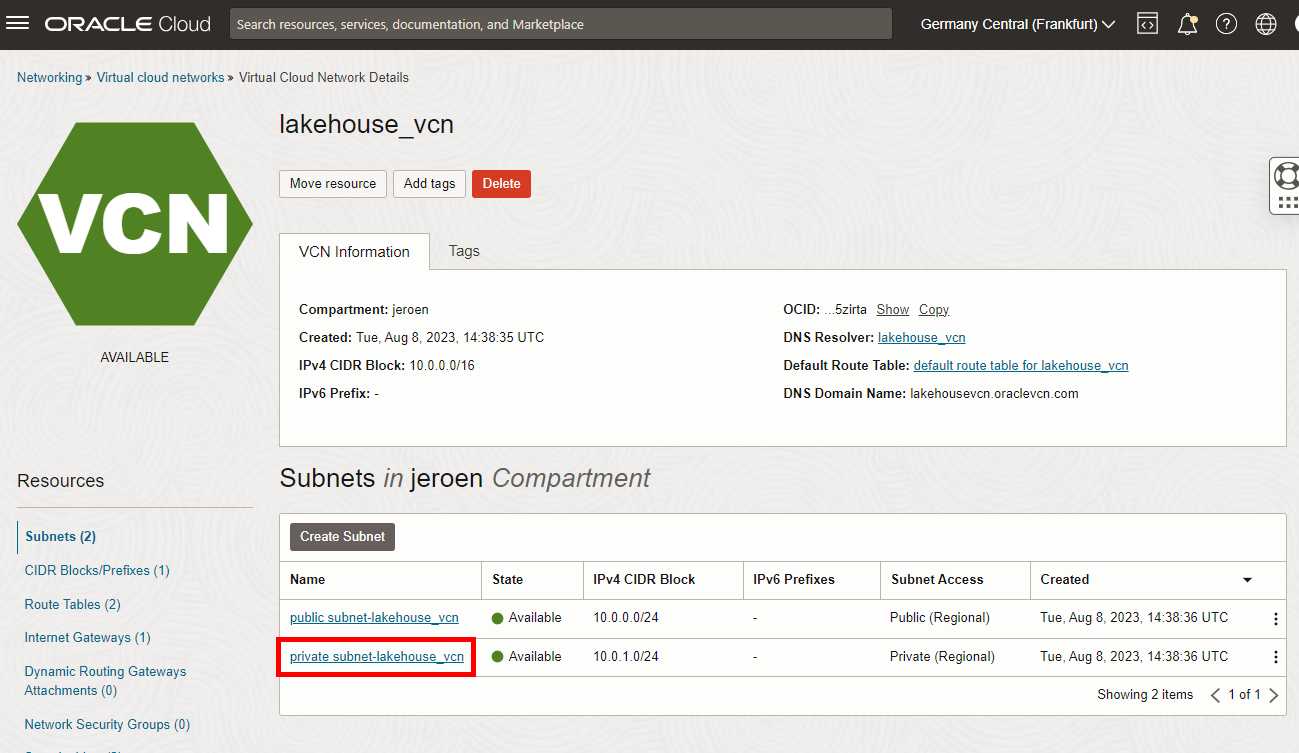 ORACLE Cloud
Search resources, services, documentation, and Marketplace
Germany Central (Frankfurt)
Networking » Virtual cloud networks » Virtual Cloud Network Details
VCN
AVAILABLE
lakehouse_vcn
Move resource
Add tags
Delete
VCN Information
Tags
Compartment: jeroen
Created: Tue, Aug 8, 2023, 14:38:35 UTC
IPv4 CIDR Block: 10.0.0.0/16
IPv6 Prefix: -
OCID: ...5zirta Show Copy
DNS Resolver: lakehouse_vcn
Default Route Table: default route table for lakehouse_vcn
DNS Domain Name: lakehousevcn.oraclevcn.com
Resources
Subnets (2)
CIDR Blocks/Prefixes (1)
Route Tables (2)
Internet Gateways (1)
Dynamic Routing Gateways
Attachments (0)
Network Security Groups (0)
Subnets in jeroen Compartment
Create Subnet
Name State IPv4 CIDR Block IPv6 Prefixes Subnet Access Created
public subnet-lakehouse_vcn Available 10.0.0.0/24 - Public (Regional) Tue, Aug 8, 2023, 14:38:36 UTC
private subnet-lakehouse_vcn Available 10.0.1.0/24 - Private (Regional) Tue, Aug 8, 2023, 14:38:36 UTC
Showing 2 items 1 of 1